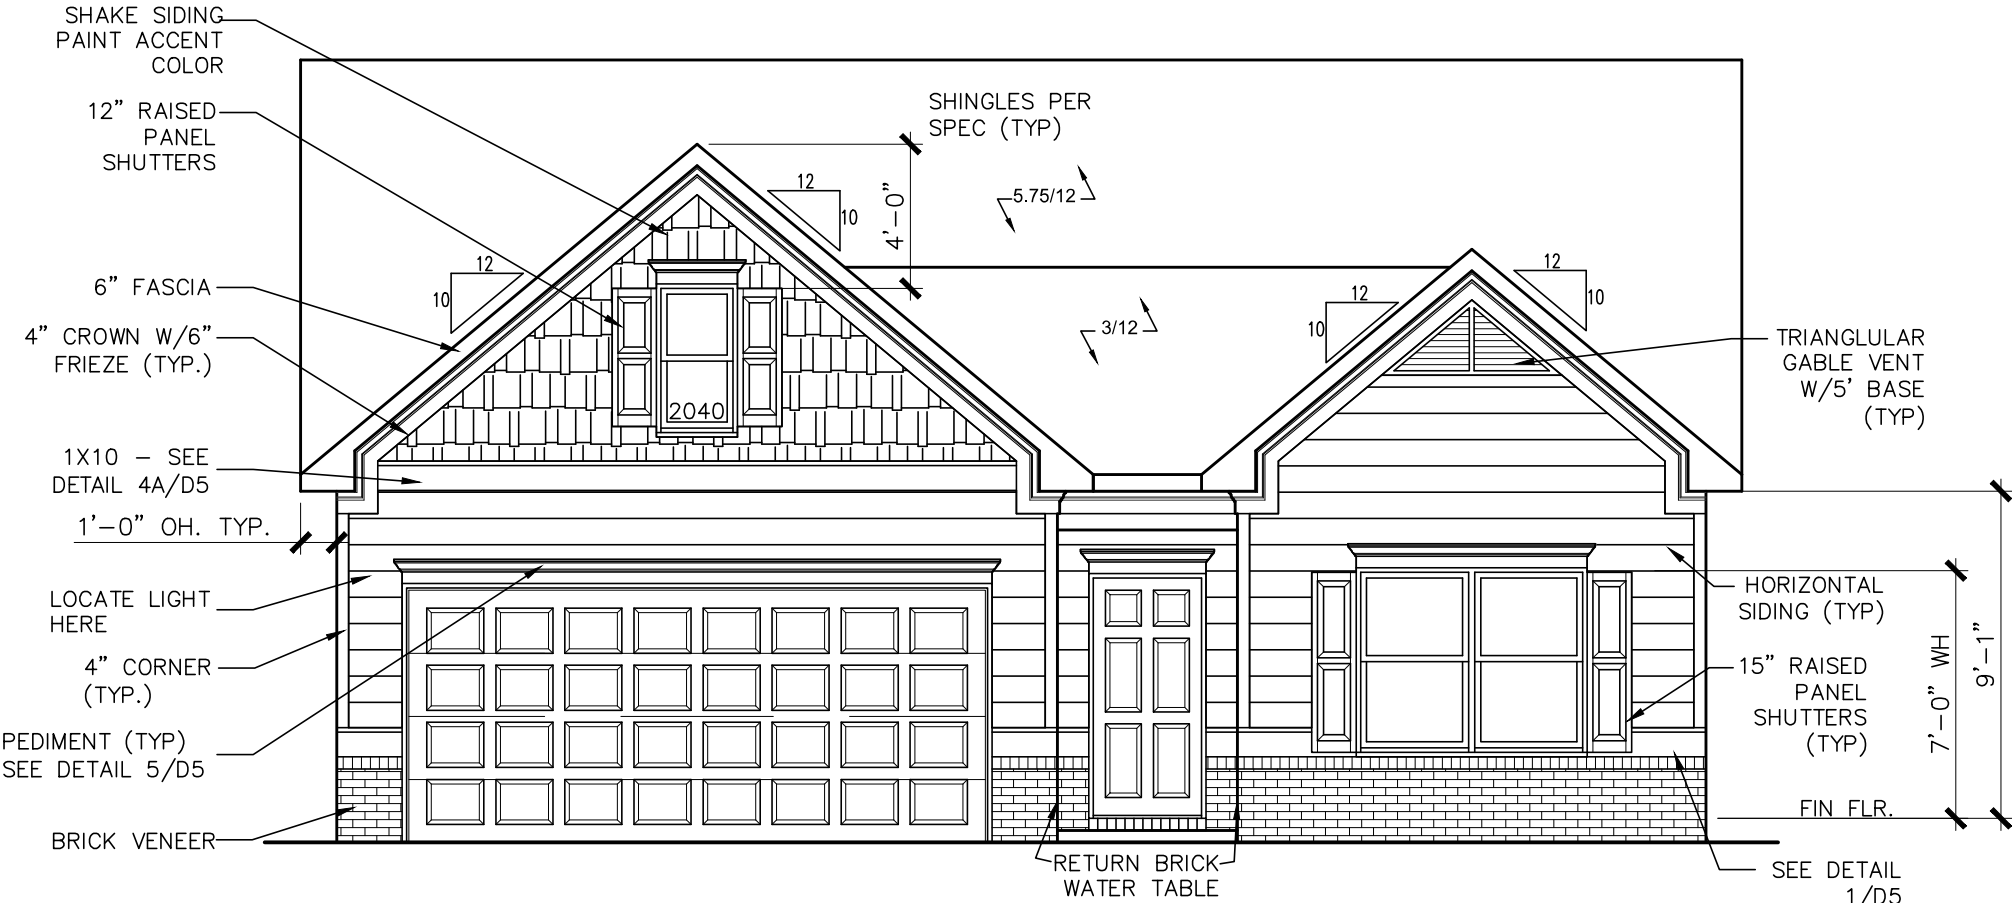 SHAKE SIDING
PAINT ACCENT
COLOR
12" RAISED
PANEL
SHUTTERS
6" FASCIA
4" CROWN W/6"
FRIEZE (TYP.)
1X10 - SEE
DETAIL 4A/D5
1'-0" OH. TYP.
LOCATE LIGHT
HERE
4" CORNER
(TYP.)
PEDIMENT (TYP)
SEE DETAIL 5/D5
BRICK VENEER
12
10
2040
12
10
4'-0"
SHINGLES PER
SPEC (TYP)
5.75/12
3/12
12
10
12
10
RETURN BRICK
WATER TABLE
TRIANGLULAR
GABLE VENT
W/5' BASE
(TYP)
HORIZONTAL
SIDING (TYP)
15" RAISED
PANEL
SHUTTERS
(TYP)
7'-0" WH
9'-1"
FIN FLR.
SEE DETAIL
1/D5